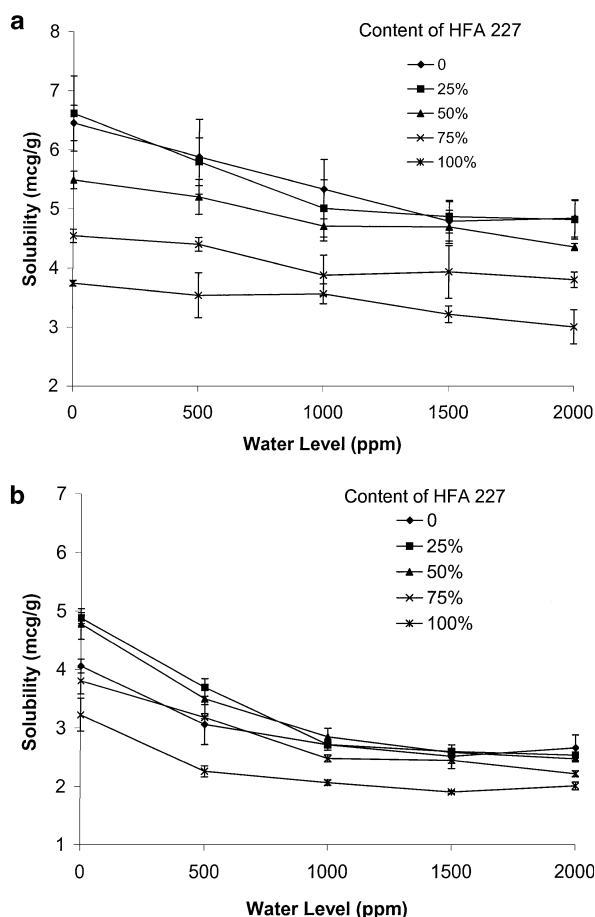 a
Content of HFA 227
0
25%
50%
75%
100%
8
7
6
5
4
3
2
Solubility (mcg/g)
0 500 1000 1500 2000
Water Level (ppm)
b
Content of HFA 227
0
25%
50%
75%
100%
7
6
5
4
3
2
1
Solubility (mcg/g)
0 500 1000 1500 2000
Water Level (ppm)